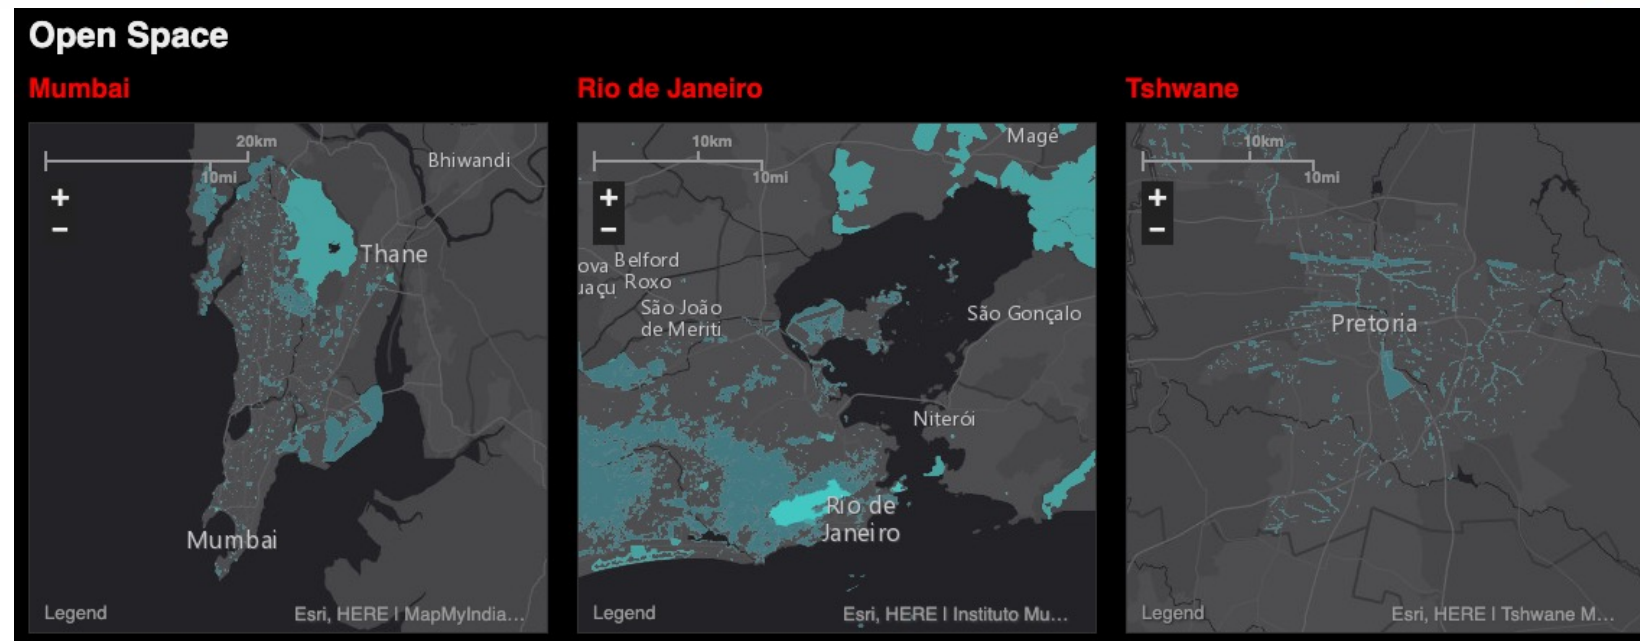 Open Space
Mumbai
20km
10mi
+
−
Bhiwandi
Thane
Mumbai
Legend
Esri, HERE | MapMyIndia...
Rio de Janeiro
10km
10mi
+
−
Magé
ova
uaçu
Belford
Roxo
São João
de Meriti
São Gonçalo
Niterói
Rio de
Janeiro
Legend
Esri, HERE | Instituto Mu...
Tshwane
10km
10mi
+
−
Pretoria
Legend
Esri, HERE | Tshwane M...